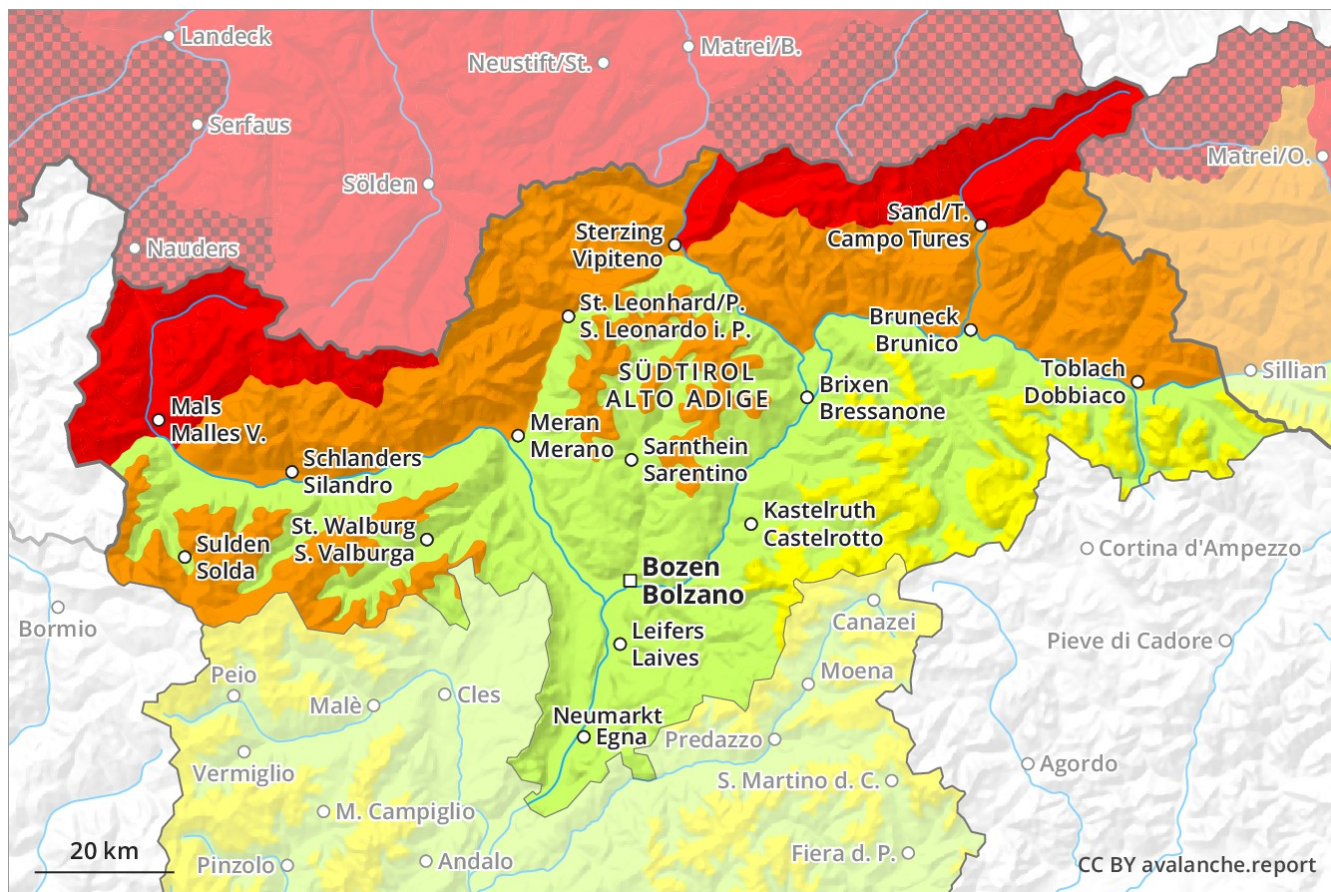 Landeck
Matrei/B.
Neustift/St.
Serfaus
Matrei/O.
Sölden
Sand/T.
Campo Tures
Sterzing
Vipiteno
Nauders
St. Leonhard/P.
S. Leonardo i. P.
Bruneck
Brunico
SÜDTIROL
ALTO ADIGE
Toblach
Dobbiaco
Sillian
Brixen
Bressanone
Mals
Malles V.
Meran
Merano
Schlanders
Silandro
Sarnthein
Sarentino
Kastelruth
Castelrotto
St. Walburg
S. Valburga
Sulden
Solda
Cortina d'Ampezzo
Bozen
Bolzano
Bormio
Canazei
Leifers
Laives
Pieve di Cadore
Peio
Moena
Malè
Cles
Neumarkt
Egna
Predazzo
Vermiglio
Agordo
S. Martino d. C.
M. Campiglio
20 km
Pinzolo
Andalo
Fiera d. P.
CC BY avalanche.report